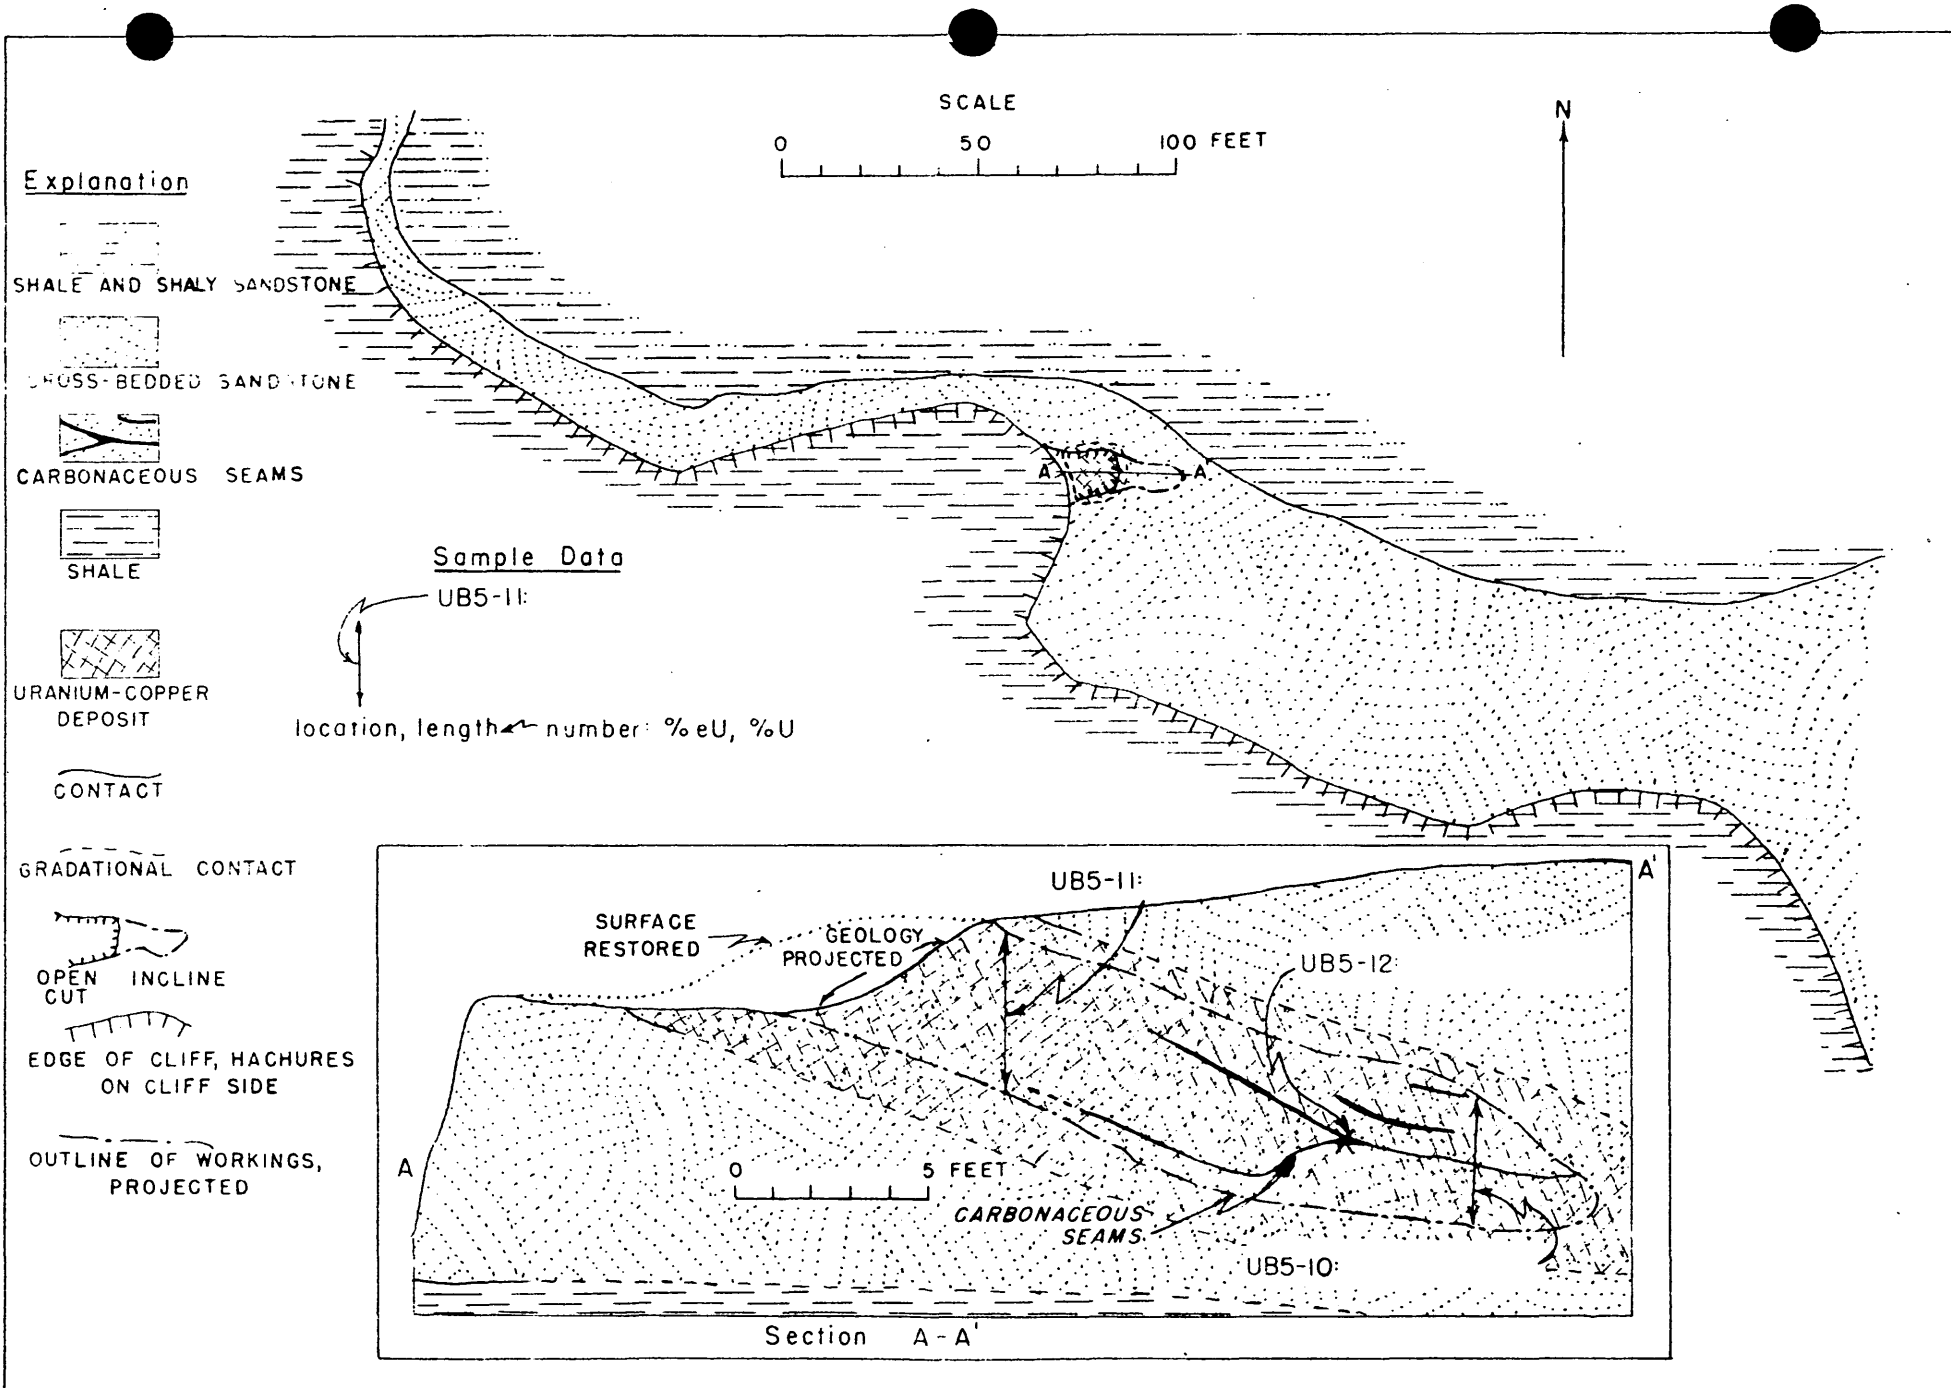 SCALE
0 50 100 FEET
N
Explanation
SHALE AND SHALY SANDSTONE
CROSS-BEDDED SANDSTONE
CARBONACEOUS SEAMS
SHALE
URANIUM-COPPER
DEPOSIT
CONTACT
GRADATIONAL CONTACT
OPEN INCLINE
CUT
EDGE OF CLIFF, HACHURES
ON CLIFF SIDE
OUTLINE OF WORKINGS,
PROJECTED
Sample Data
UB5-11:
location, length number: %eU, %U
A A'
UB5-11:
A'
SURFACE
RESTORED
GEOLOGY
PROJECTED
UB5-12:
A
0 5 FEET
CARBONACEOUS
SEAMS
UB5-10:
Section A-A'